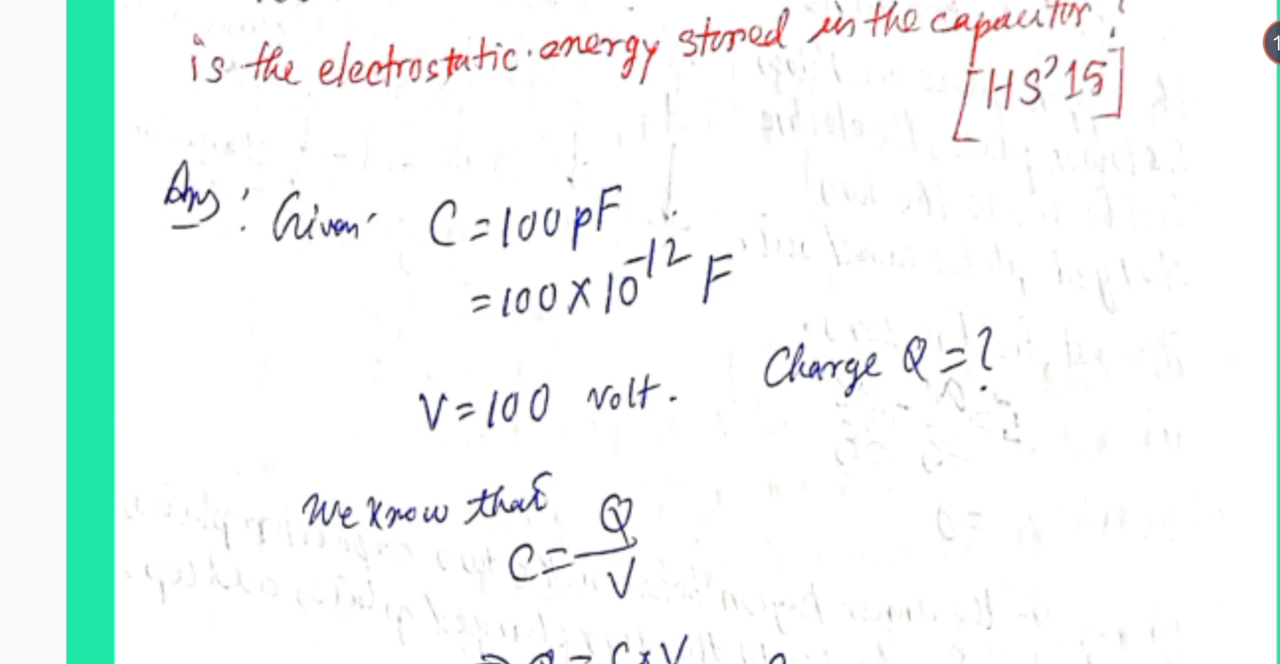 is the electrostatic energy stored in the capacitor?
[HS'15]
Ans: Given C = 100 pF
= 100 × 10⁻¹² F
V = 100 volt. Charge Q = ?
We know that
C = Q/V
= C × V
1